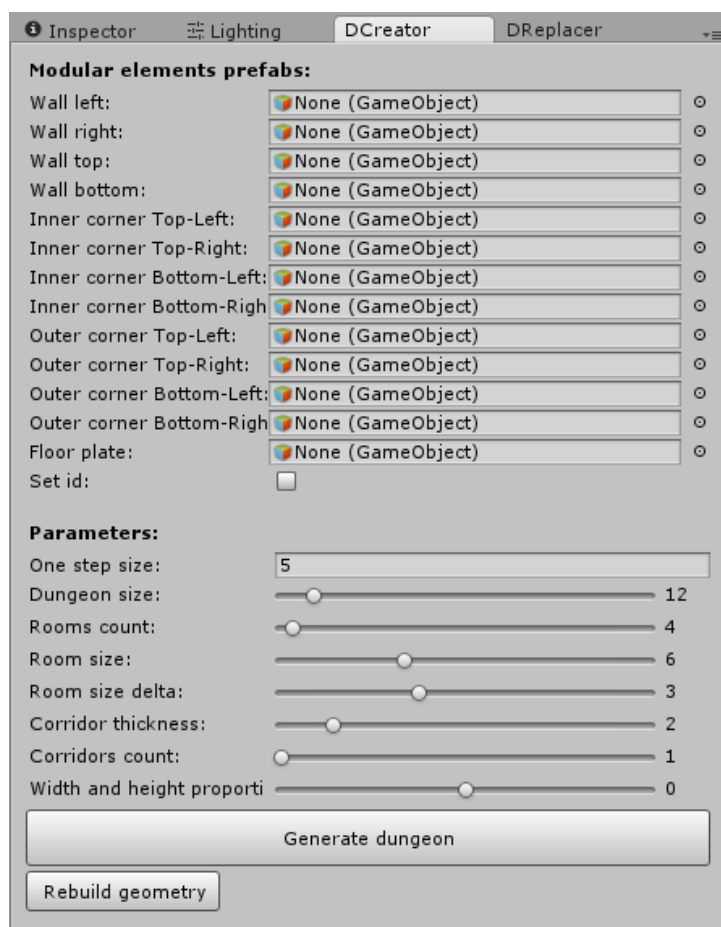 Inspector Lighting DCreator DReplacer
Modular elements prefabs:
Wall left: None (GameObject)
Wall right: None (GameObject)
Wall top: None (GameObject)
Wall bottom: None (GameObject)
Inner corner Top-Left: None (GameObject)
Inner corner Top-Right: None (GameObject)
Inner corner Bottom-Left: None (GameObject)
Inner corner Bottom-Righ None (GameObject)
Outer corner Top-Left: None (GameObject)
Outer corner Top-Right: None (GameObject)
Outer corner Bottom-Left: None (GameObject)
Outer corner Bottom-Righ None (GameObject)
Floor plate: None (GameObject)
Set id:
Parameters:
One step size: 5
Dungeon size: 12
Rooms count: 4
Room size: 6
Room size delta: 3
Corridor thickness: 2
Corridors count: 1
Width and height proporti 0
Generate dungeon
Rebuild geometry